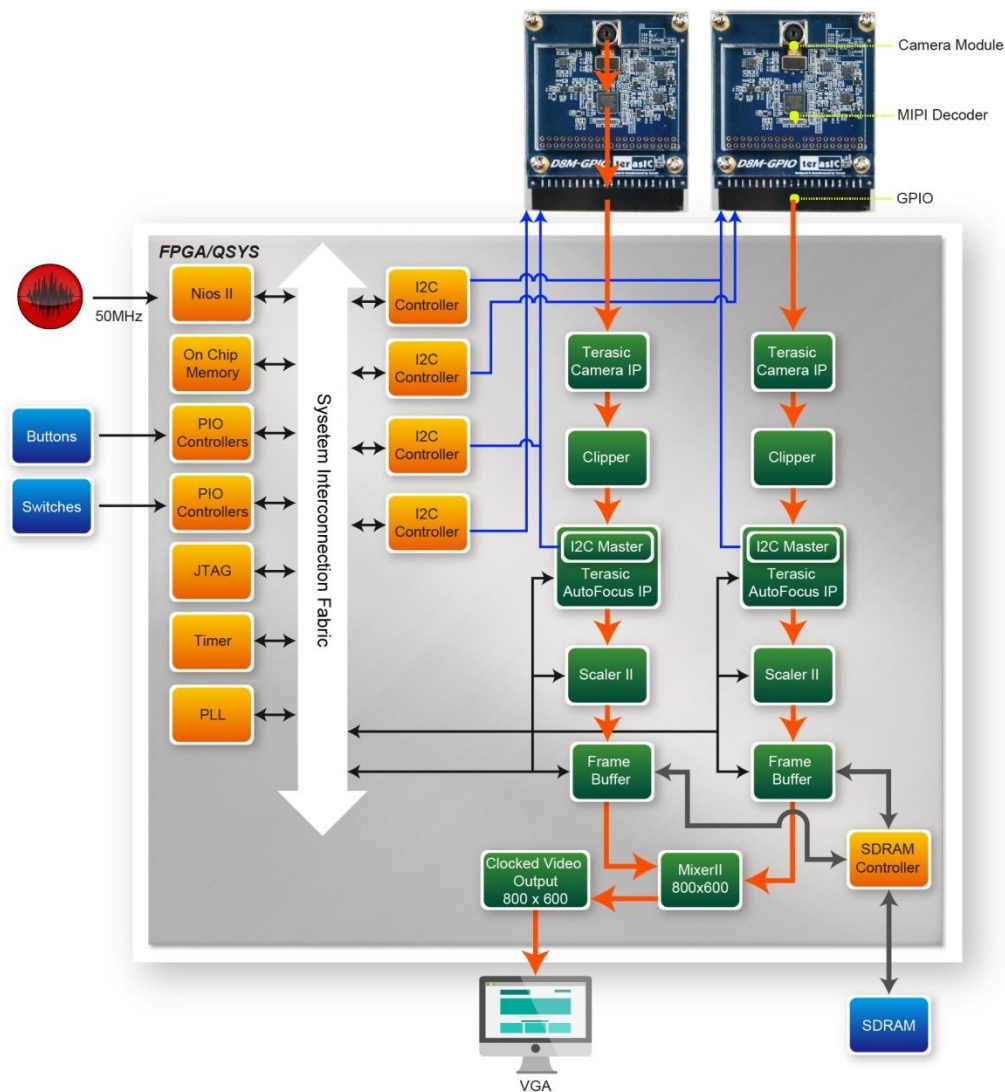 Camera Module
MIPI Decoder
D8M-GPIO
terasIC
D8M-GPIO
terasIC
GPIO
FPGA/QSYS
50MHz
Nios II
On Chip
Memory
Buttons
PIO
Controllers
Switches
PIO
Controllers
JTAG
Timer
PLL
Sysetem Interconnection Fabric
I2C
Controller
I2C
Controller
I2C
Controller
I2C
Controller
Terasic
Camera IP
Clipper
I2C Master
Terasic
AutoFocus IP
Scaler II
Frame
Buffer
Terasic
Camera IP
Clipper
I2C Master
Terasic
AutoFocus IP
Scaler II
Frame
Buffer
Clocked Video
Output
800 x 600
MixerII
800x600
SDRAM
Controller
SDRAM
VGA